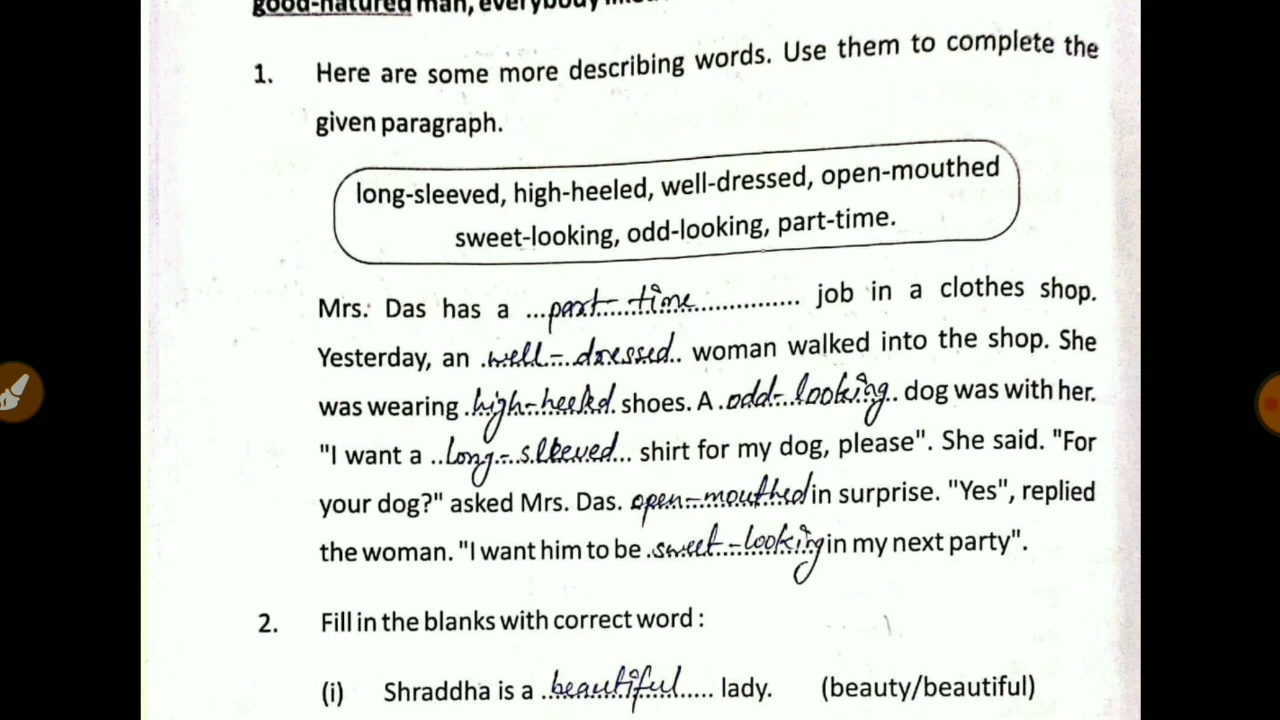 good-natured man, everybody
1. Here are some more describing words. Use them to complete the
given paragraph.
long-sleeved, high-heeled, well-dressed, open-mouthed
sweet-looking, odd-looking, part-time.
Mrs. Das has a ...part-time............ job in a clothes shop.
Yesterday, an .well-dressed.. woman walked into the shop. She
was wearing .high-heeled. shoes. A .odd-looking.. dog was with her.
"I want a ..long-sleeved... shirt for my dog, please". She said. "For
your dog?" asked Mrs. Das. open-mouthed in surprise. "Yes", replied
the woman. "I want him to be .sweet-looking in my next party".
2. Fill in the blanks with correct word :
(i) Shraddha is a ..beautiful..... lady. (beauty/beautiful)